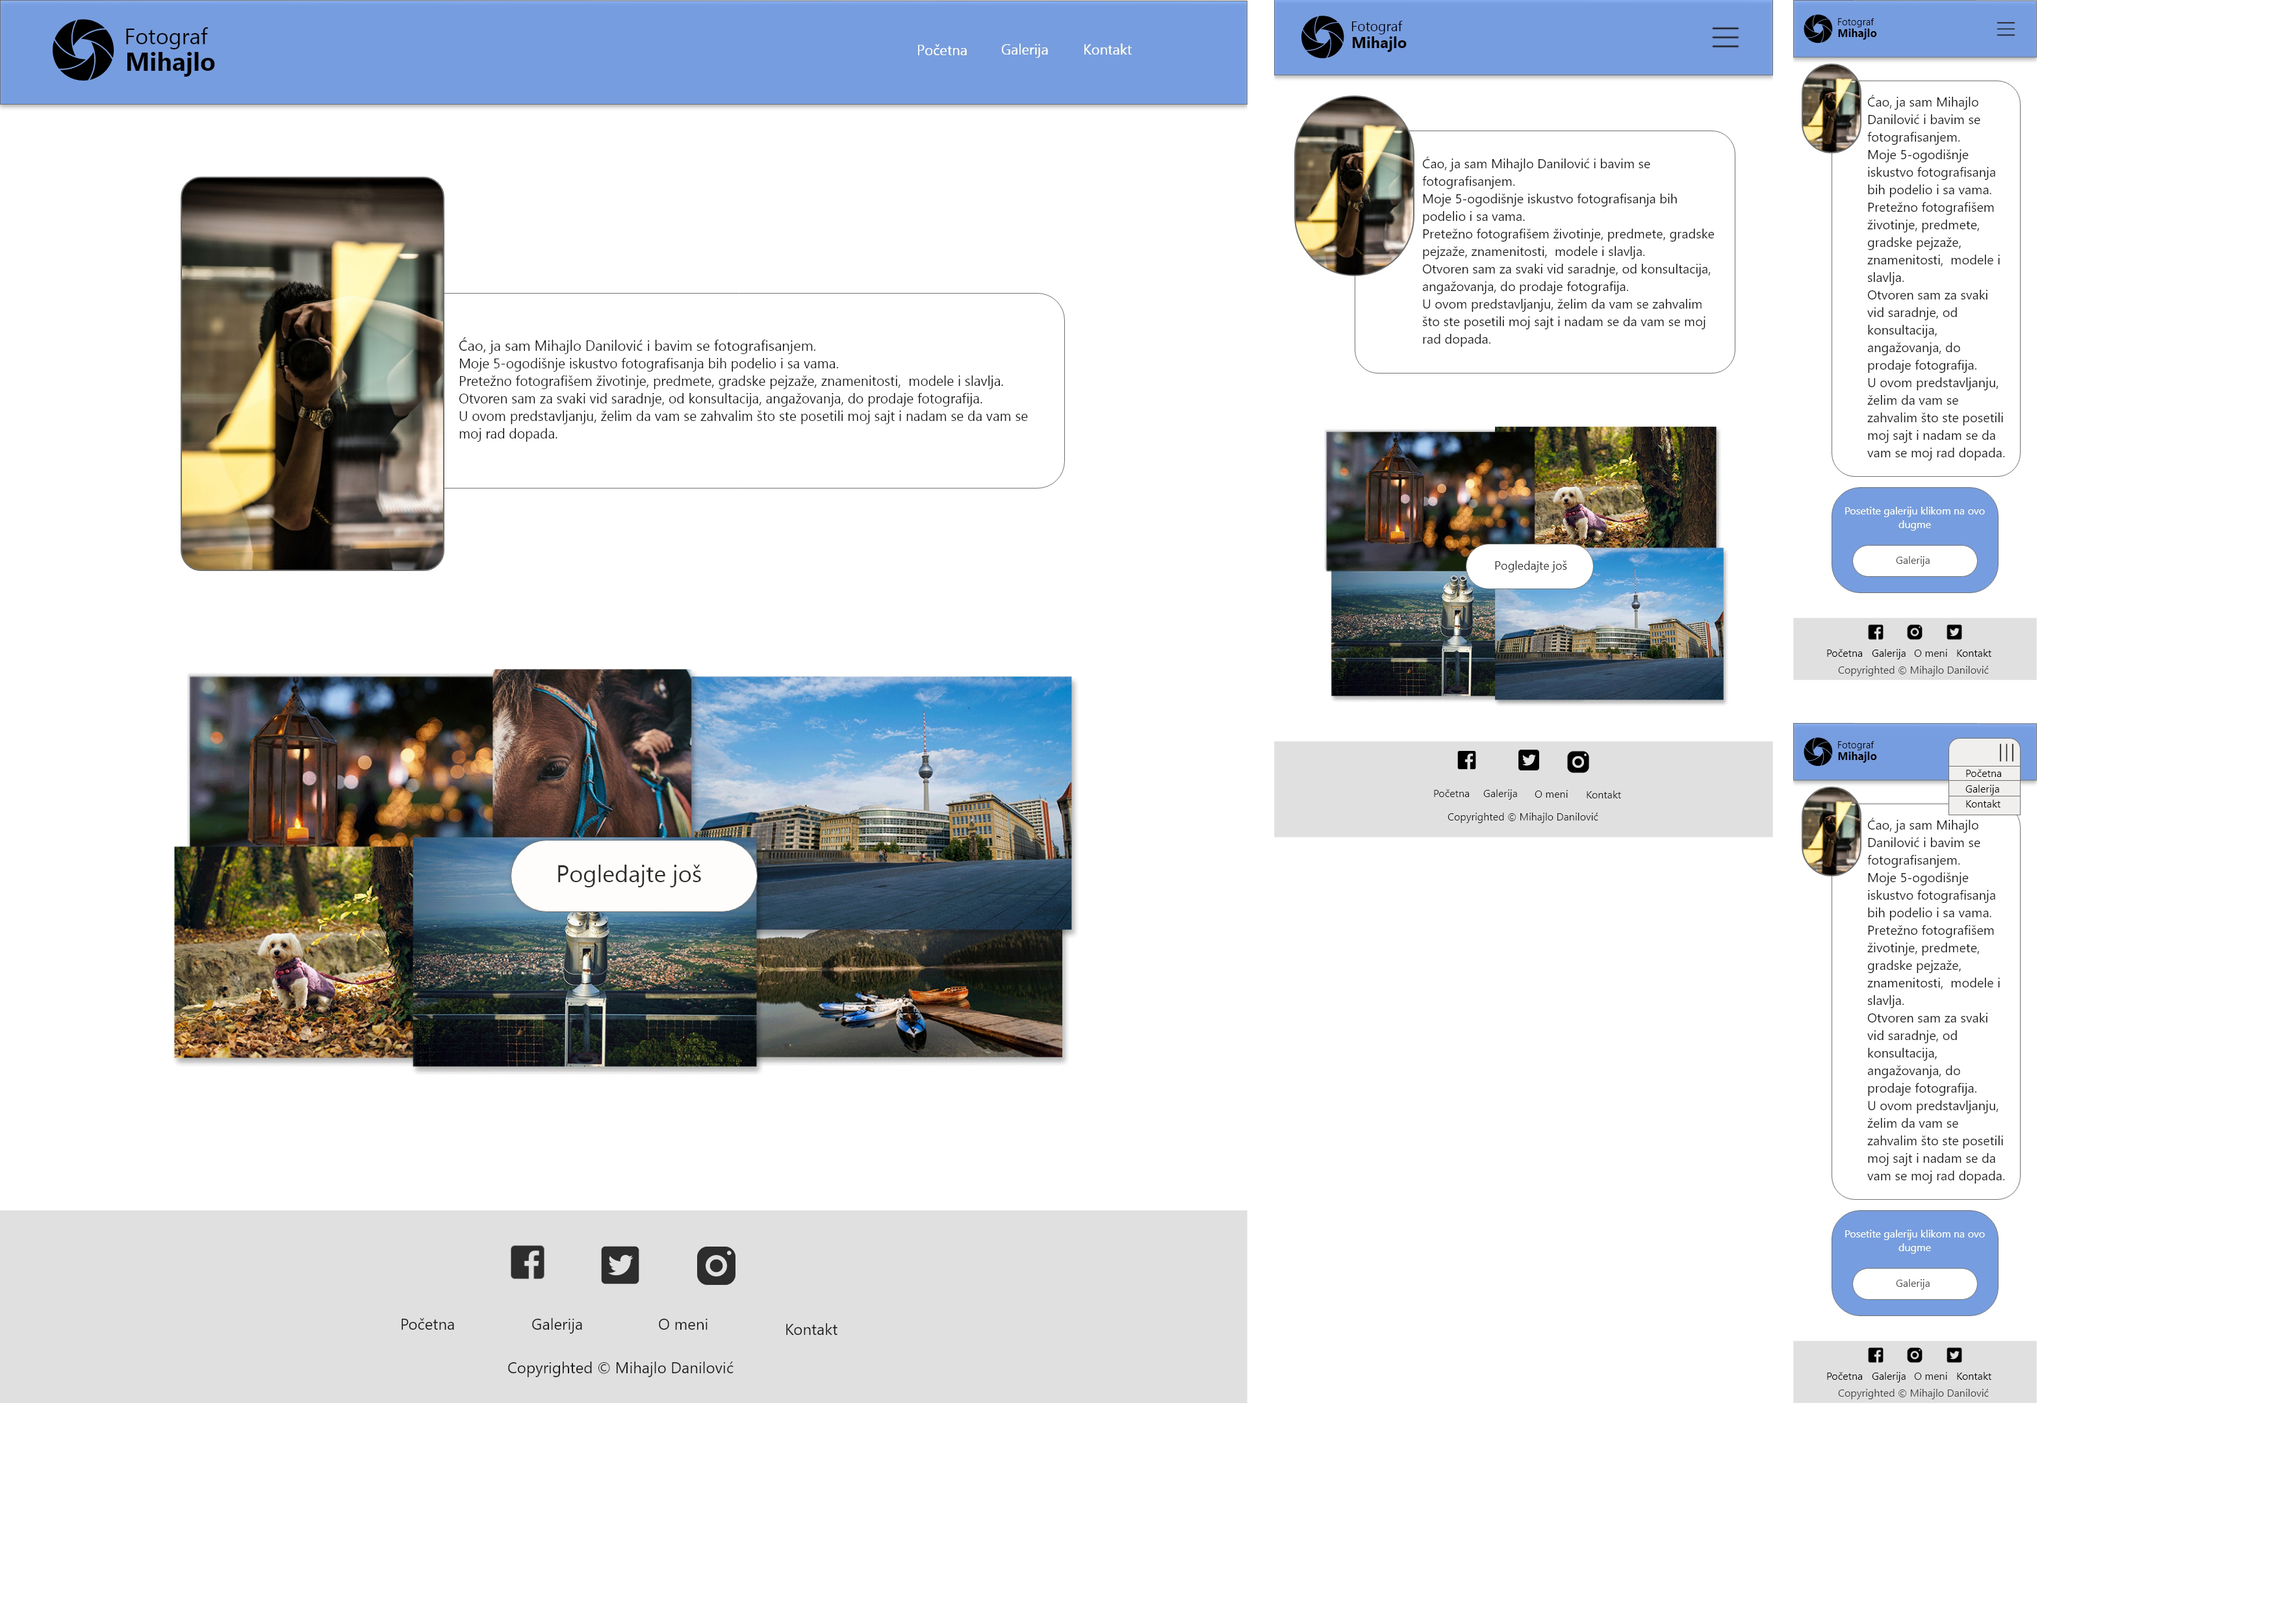 Fotograf
Mihajlo
Početna
Galerija
Kontakt
Ćao, ja sam Mihajlo Danilović i bavim se fotografisanjem.
Moje 5-ogodišnje iskustvo fotografisanja bih podelio i sa vama.
Pretežno fotografišem životinje, predmete, gradske pejzaže, znamenitosti,  modele i slavlja.
Otvoren sam za svaki vid saradnje, od konsultacija, angažovanja, do prodaje fotografija.
U ovom predstavljanju, želim da vam se zahvalim što ste posetili moj sajt i nadam se da vam se
moj rad dopada.
Pogledajte još
Početna
Galerija
O meni
Kontakt
Copyrighted © Mihajlo Danilović
Fotograf
Mihajlo
Ćao, ja sam Mihajlo Danilović i bavim se
fotografisanjem.
Moje 5-ogodišnje iskustvo fotografisanja bih
podelio i sa vama.
Pretežno fotografišem životinje, predmete, gradske
pejzaže, znamenitosti,  modele i slavlja.
Otvoren sam za svaki vid saradnje, od konsultacija,
angažovanja, do prodaje fotografija.
U ovom predstavljanju, želim da vam se zahvalim
što ste posetili moj sajt i nadam se da vam se moj
rad dopada.
Pogledajte još
Početna
Galerija
O meni
Kontakt
Copyrighted © Mihajlo Danilović
Fotograf
Mihajlo
Ćao, ja sam Mihajlo
Danilović i bavim se
fotografisanjem.
Moje 5-ogodišnje
iskustvo fotografisanja
bih podelio i sa vama.
Pretežno fotografišem
životinje, predmete,
gradske pejzaže,
znamenitosti,  modele i
slavlja.
Otvoren sam za svaki
vid saradnje, od
konsultacija,
angažovanja, do
prodaje fotografija.
U ovom predstavljanju,
želim da vam se
zahvalim što ste posetili
moj sajt i nadam se da
vam se moj rad dopada.
Posetite galeriju klikom na ovo
dugme
Galerija
Početna
Galerija
O meni
Kontakt
Copyrighted © Mihajlo Danilović
Fotograf
Mihajlo
Početna
Galerija
Kontakt
Ćao, ja sam Mihajlo
Danilović i bavim se
fotografisanjem.
Moje 5-ogodišnje
iskustvo fotografisanja
bih podelio i sa vama.
Pretežno fotografišem
životinje, predmete,
gradske pejzaže,
znamenitosti,  modele i
slavlja.
Otvoren sam za svaki
vid saradnje, od
konsultacija,
angažovanja, do
prodaje fotografija.
U ovom predstavljanju,
želim da vam se
zahvalim što ste posetili
moj sajt i nadam se da
vam se moj rad dopada.
Posetite galeriju klikom na ovo
dugme
Galerija
Početna
Galerija
O meni
Kontakt
Copyrighted © Mihajlo Danilović